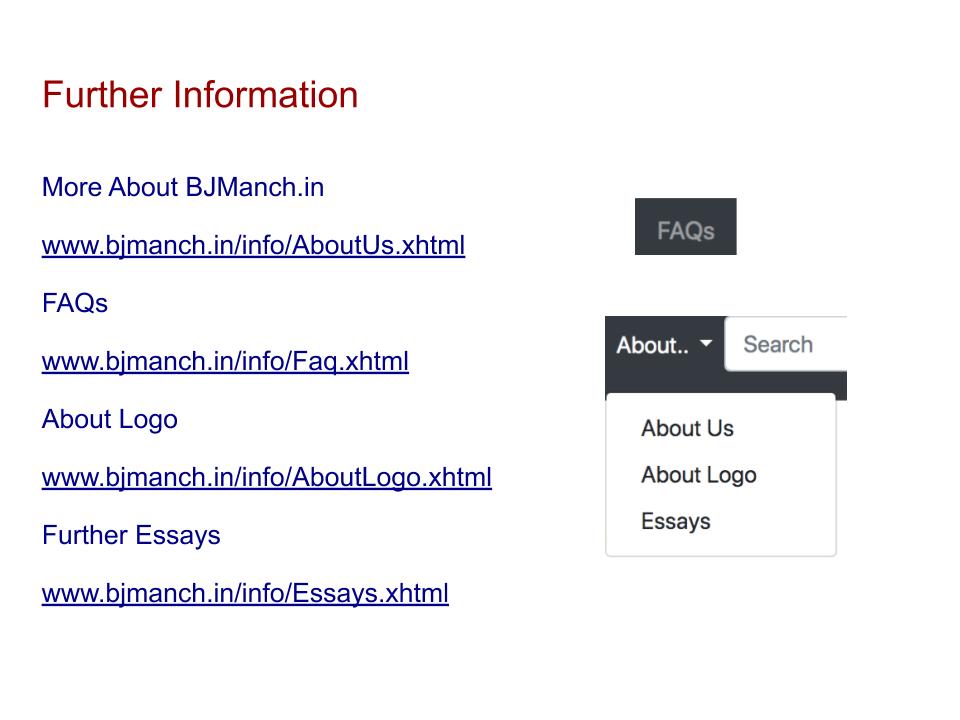 Further Information
More About BJManch.in
www.bjmanch.in/info/AboutUs.xhtml
FAQs
www.bjmanch.in/info/Faq.xhtml
About Logo
www.bjmanch.in/info/AboutLogo.xhtml
Further Essays
www.bjmanch.in/info/Essays.xhtml
FAQs
About.. Search
About Us
About Logo
Essays